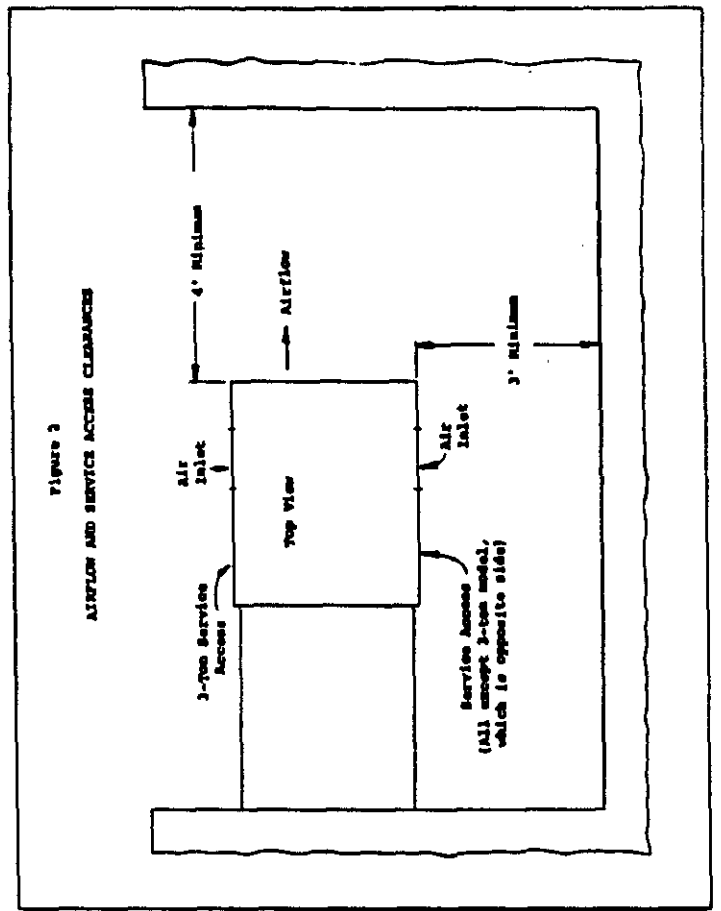 Figure 3
AIRFLOW AND SERVICE ACCESS CLEARANCES
4' Minimum
Air
Inlet
Airflow
3-Ton Service
Access
Top View
Air
Inlet
3' Minimum
Service Access
(All except 3-ton model,
which is opposite side)